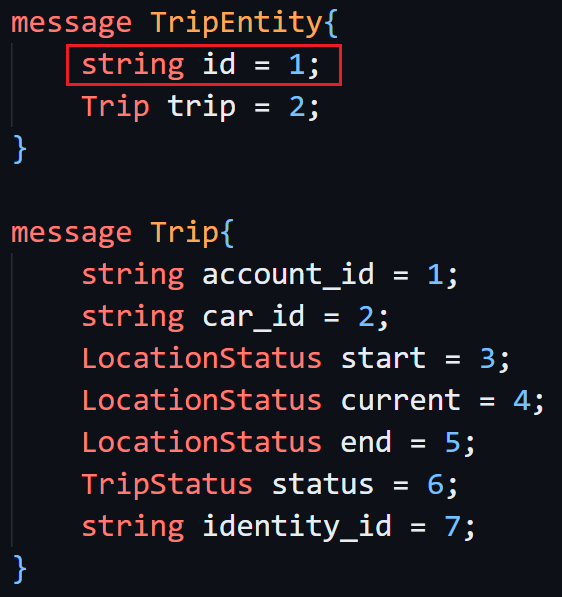 message TripEntity{
    string id = 1;
    Trip trip = 2;
}

message Trip{
    string account_id = 1;
    string car_id = 2;
    LocationStatus start = 3;
    LocationStatus current = 4;
    LocationStatus end = 5;
    TripStatus status = 6;
    string identity_id = 7;
}